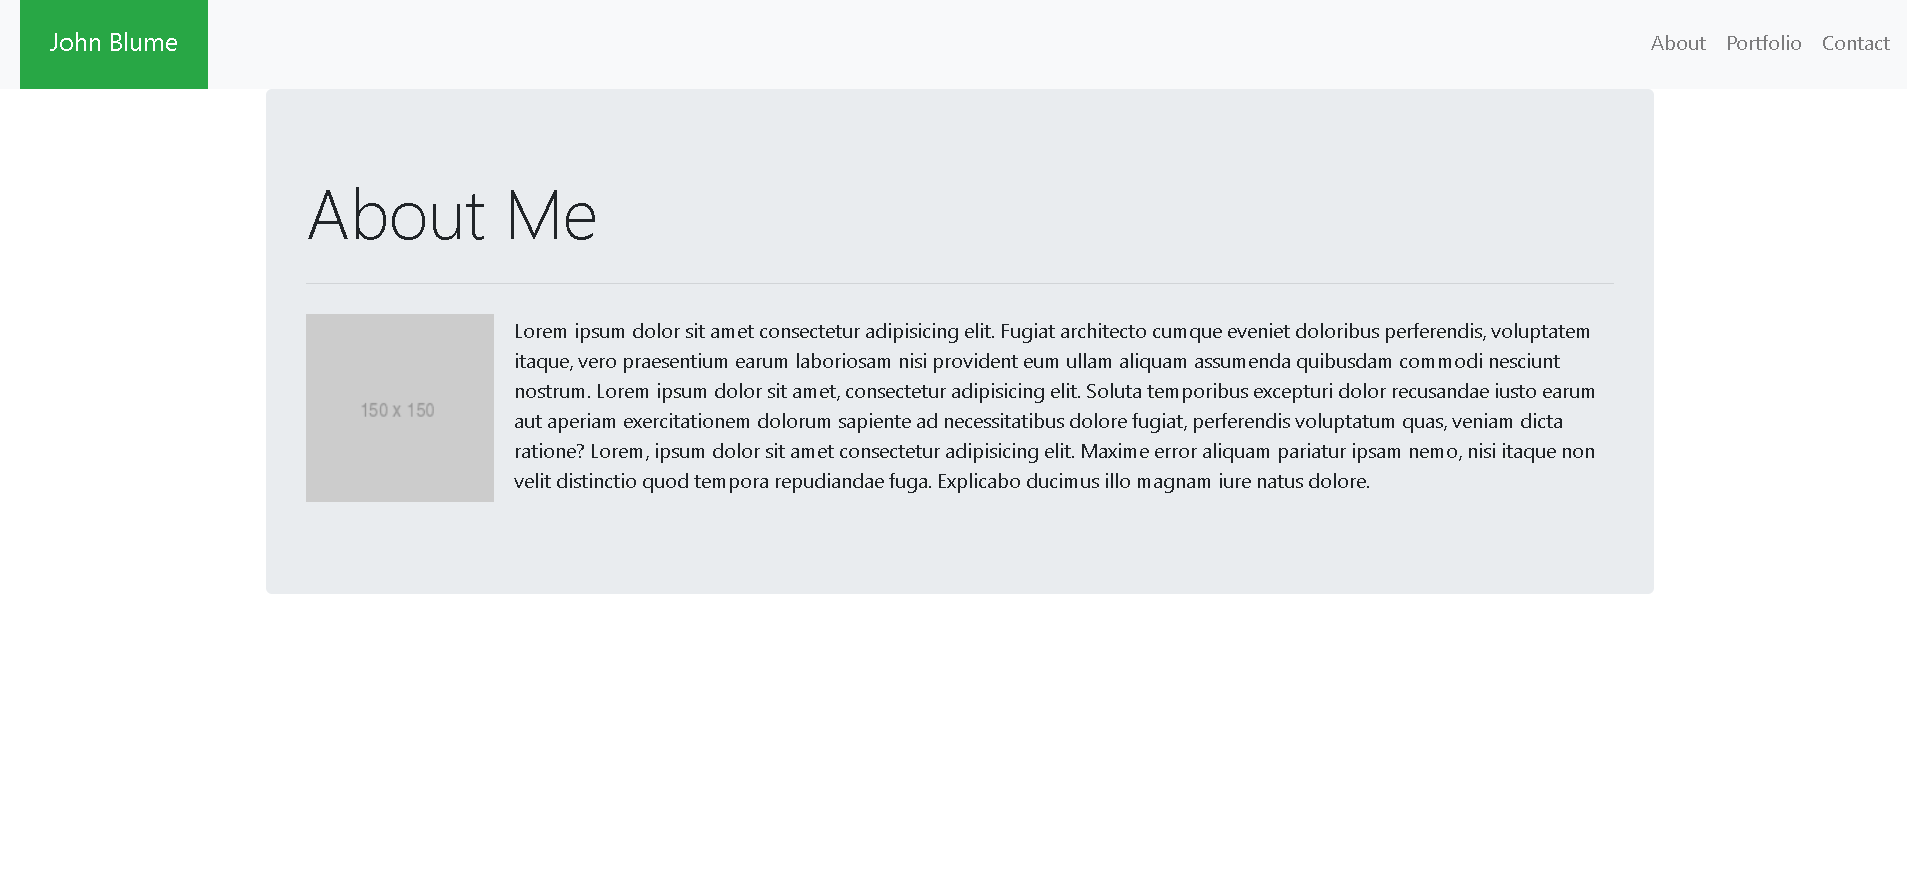 John Blume
About Portfolio Contact
About Me
150 x 150
Lorem ipsum dolor sit amet consectetur adipisicing elit. Fugiat architecto cumque eveniet doloribus perferendis, voluptatem
itaque, vero praesentium earum laboriosam nisi provident eum ullam aliquam assumenda quibusdam commodi nesciunt
nostrum. Lorem ipsum dolor sit amet, consectetur adipisicing elit. Soluta temporibus excepturi dolor recusandae iusto earum
aut aperiam exercitationem dolorum sapiente ad necessitatibus dolore fugiat, perferendis voluptatum quas, veniam dicta
ratione? Lorem, ipsum dolor sit amet consectetur adipisicing elit. Maxime error aliquam pariatur ipsam nemo, nisi itaque non
velit distinctio quod tempora repudiandae fuga. Explicabo ducimus illo magnam iure natus dolore.